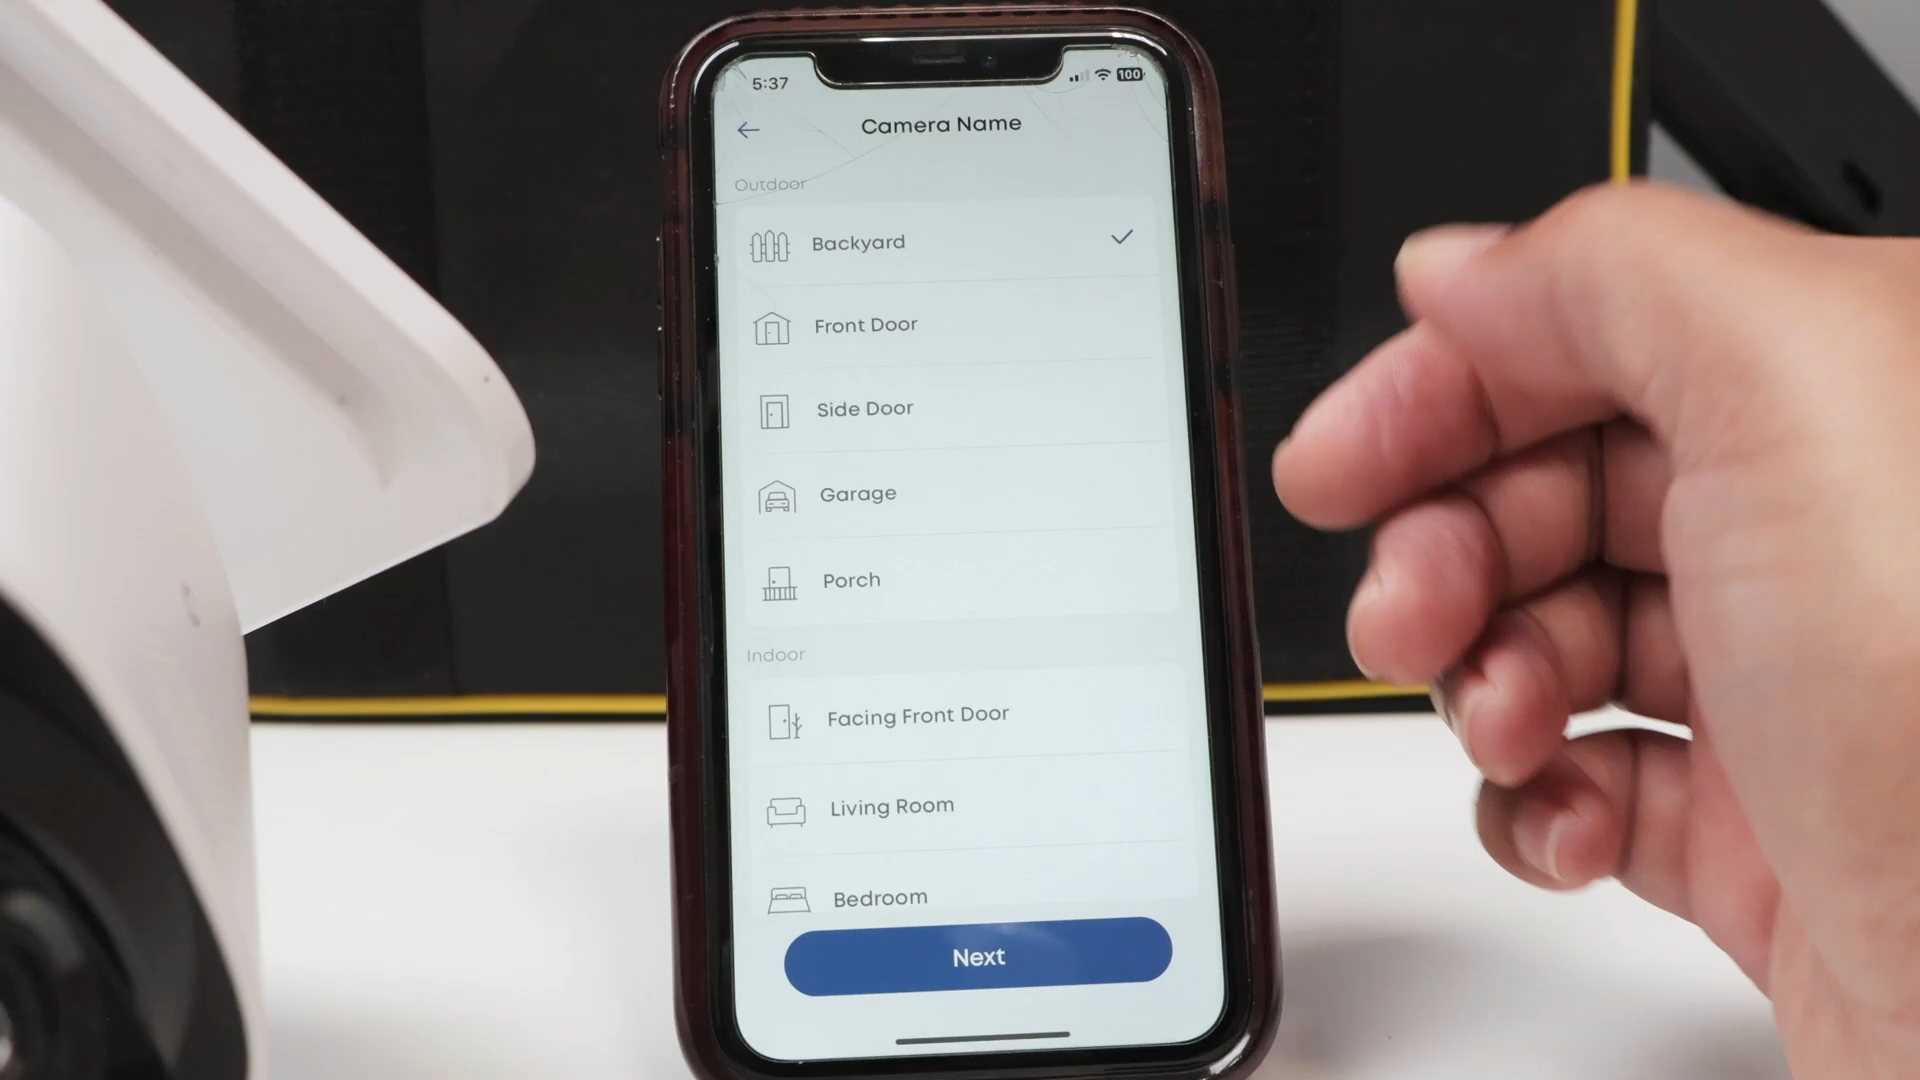 5:37
100
Camera Name
Outdoor
Backyard
Front Door
Side Door
Garage
Porch
Indoor
Facing Front Door
Living Room
Bedroom
Next